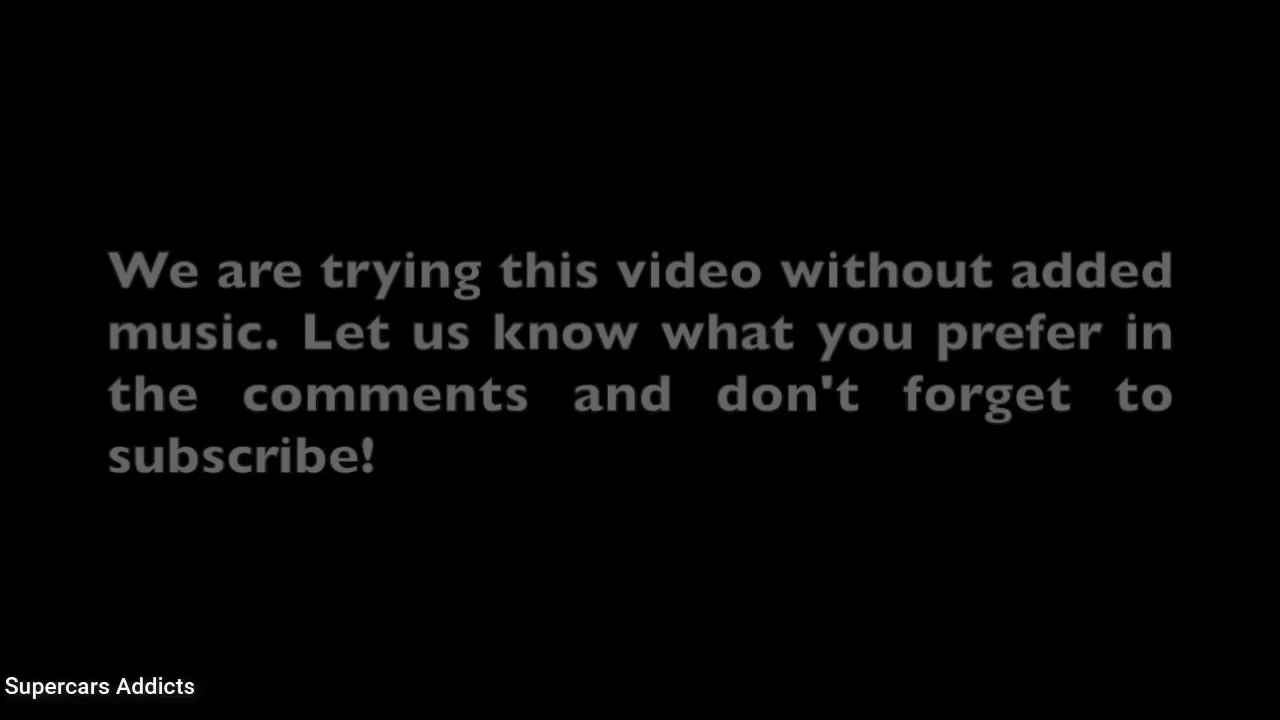 We are trying this video without added
music. Let us know what you prefer in
the comments and don't forget to
subscribe!
Supercars Addicts